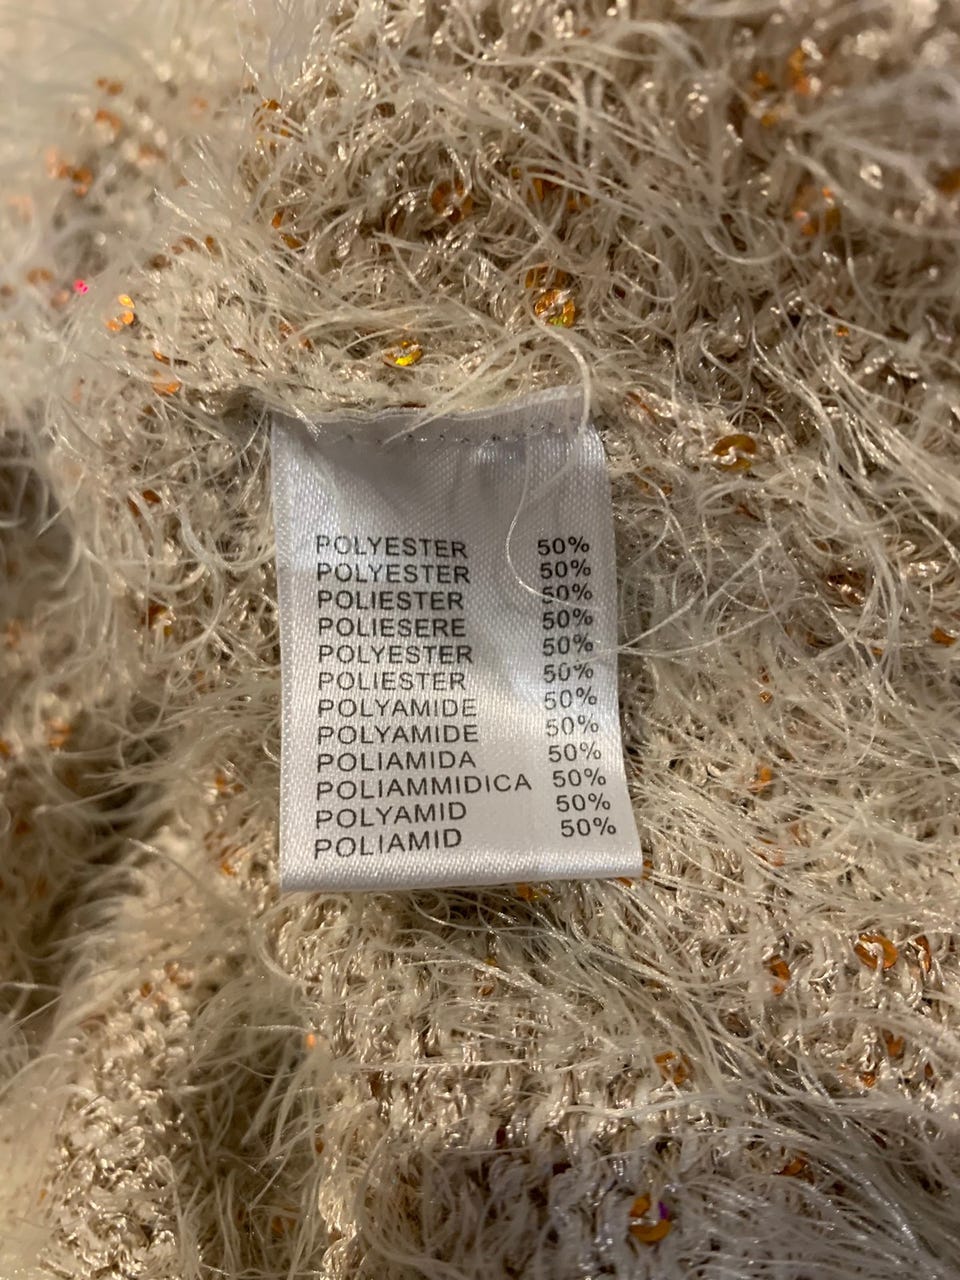 POLYESTER 50%
POLYESTER 50%
POLIESTER 50%
POLIESERE 50%
POLYESTER 50%
POLIESTER 50%
POLYAMIDE 50%
POLYAMIDE 50%
POLIAMIDA 50%
POLIAMMIDICA 50%
POLYAMID 50%
POLIAMID 50%